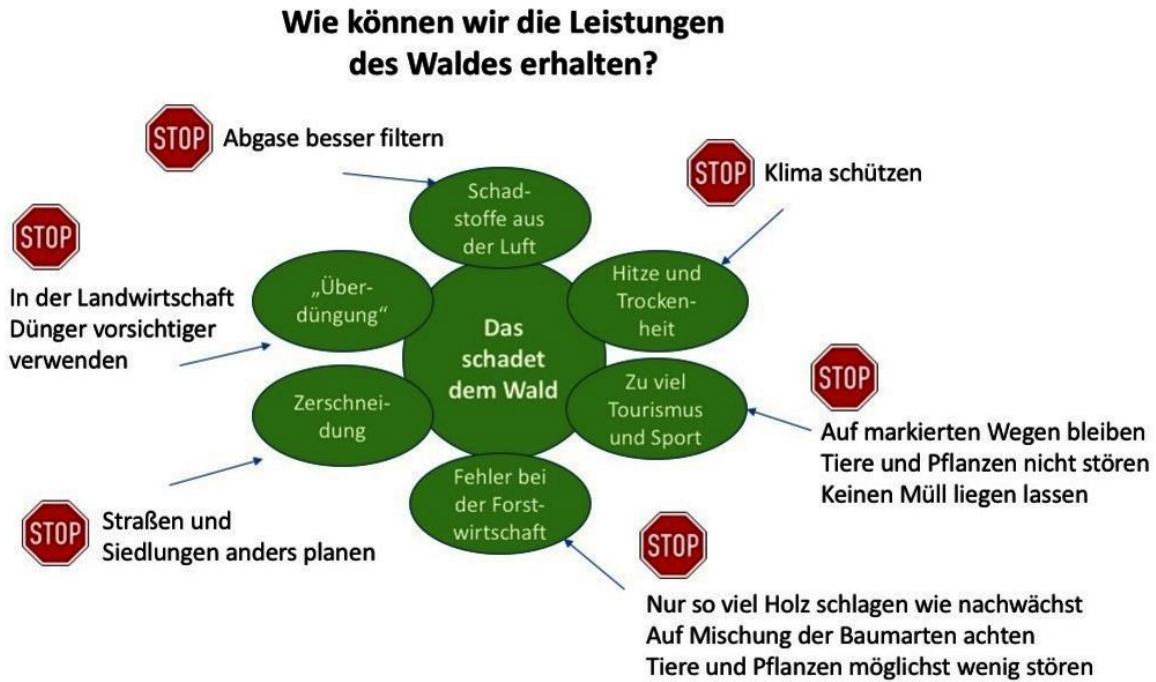 Wie können wir die Leistungen
des Waldes erhalten?
STOP
Abgase besser filtern
STOP
Klima schützen
STOP
In der Landwirtschaft
Dünger vorsichtiger
verwenden
Schad-
stoffe aus
der Luft
„Über-
düngung“
Hitze und
Trocken-
heit
Das
schadet
dem Wald
Zerschnei-
dung
Zu viel
Tourismus
und Sport
Fehler bei
der Forst-
wirtschaft
STOP
Auf markierten Wegen bleiben
Tiere und Pflanzen nicht stören
Keinen Müll liegen lassen
STOP
Straßen und
Siedlungen anders planen
STOP
Nur so viel Holz schlagen wie nachwächst
Auf Mischung der Baumarten achten
Tiere und Pflanzen möglichst wenig stören